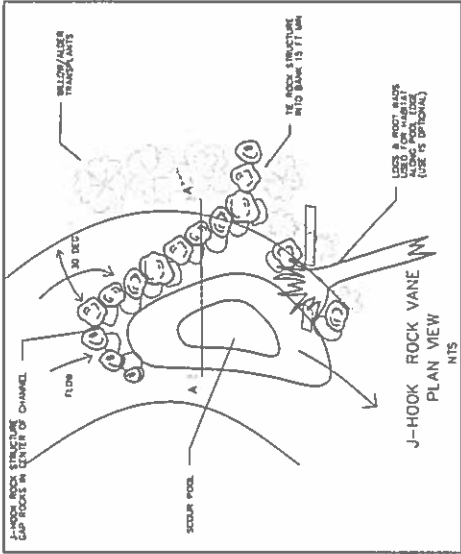 J-HOOK ROCK STRUCTURE
GAP ROCKS IN CENTER OF CHANNEL
FLOW
30 DEG
WILLOW/ALDER
TRANSPLANTS
A
A'
TIE ROCK STRUCTURE
INTO BANK 15 FT MIN
SCOUR POOL
LOGS & ROOT WADS
USED FOR HABITAT
ALONG POOL EDGE
(USE IS OPTIONAL)
J-HOOK ROCK VANE
PLAN VIEW
NTS